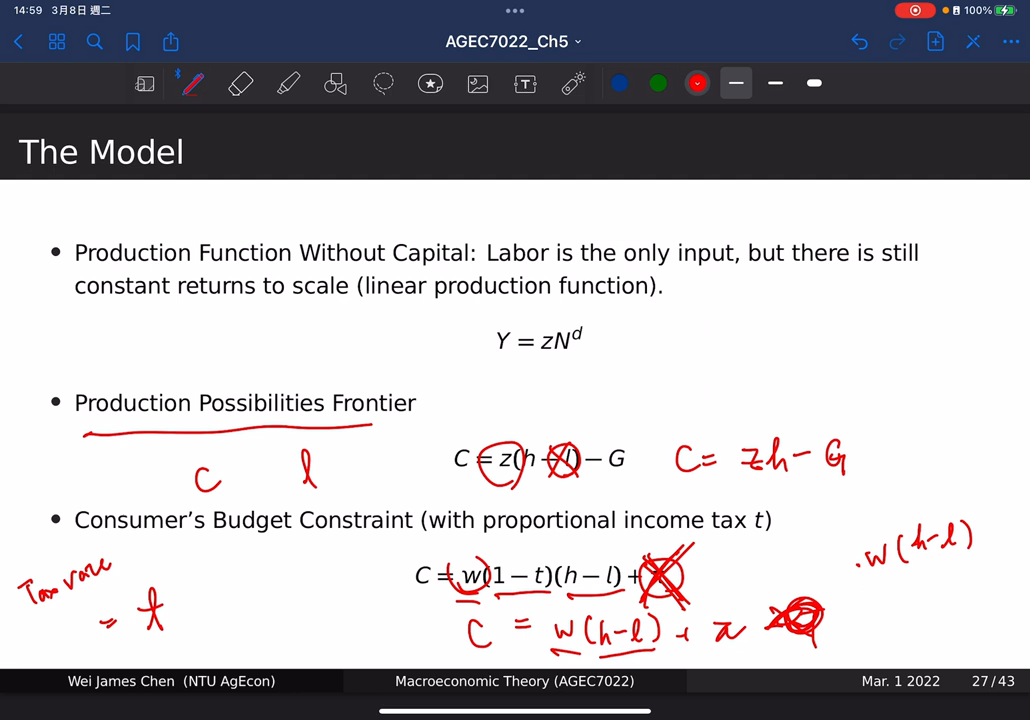 14:59 3月8日 週二
100%
AGEC7022_Ch5
The Model
• Production Function Without Capital: Labor is the only input, but there is still
constant returns to scale (linear production function).
Y = zN^d
• Production Possibilities Frontier
C = z(h − l) − G C = zh − G
C l
• Consumer's Budget Constraint (with proportional income tax t)
.w(h-l)
C = w(1 − t)(h − l) +
Tax rate
= t
C = w(h-l) + π
Wei James Chen (NTU AgEcon) Macroeconomic Theory (AGEC7022) Mar. 1 2022 27/43